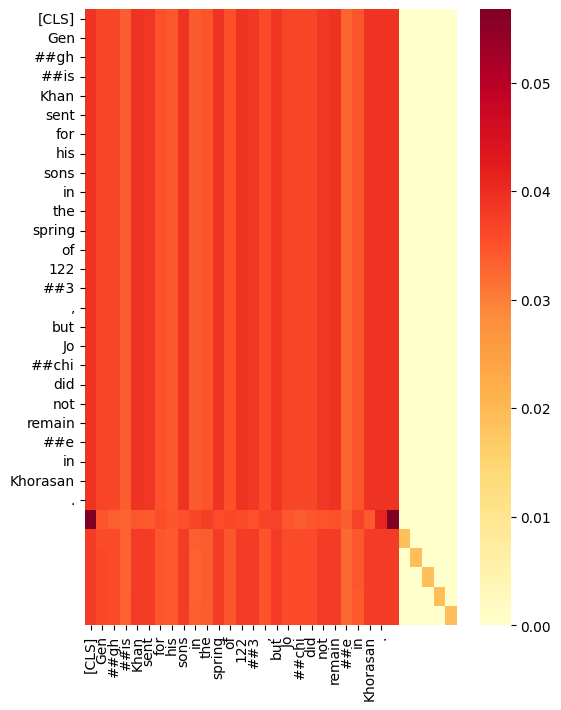 [CLS]
Gen
##gh
##is
Khan
sent
for
his
sons
in
the
spring
of
122
##3
,
but
Jo
##chi
did
not
remain
##e
in
Khorasan
.
0.05
0.04
0.03
0.02
0.01
0.00
[CLS]
Gen
##gh
##is
Khan
sent
for
his
sons
in
the
spring
of
122
##3
,
but
Jo
##chi
did
not
remain
##e
in
Khorasan
.